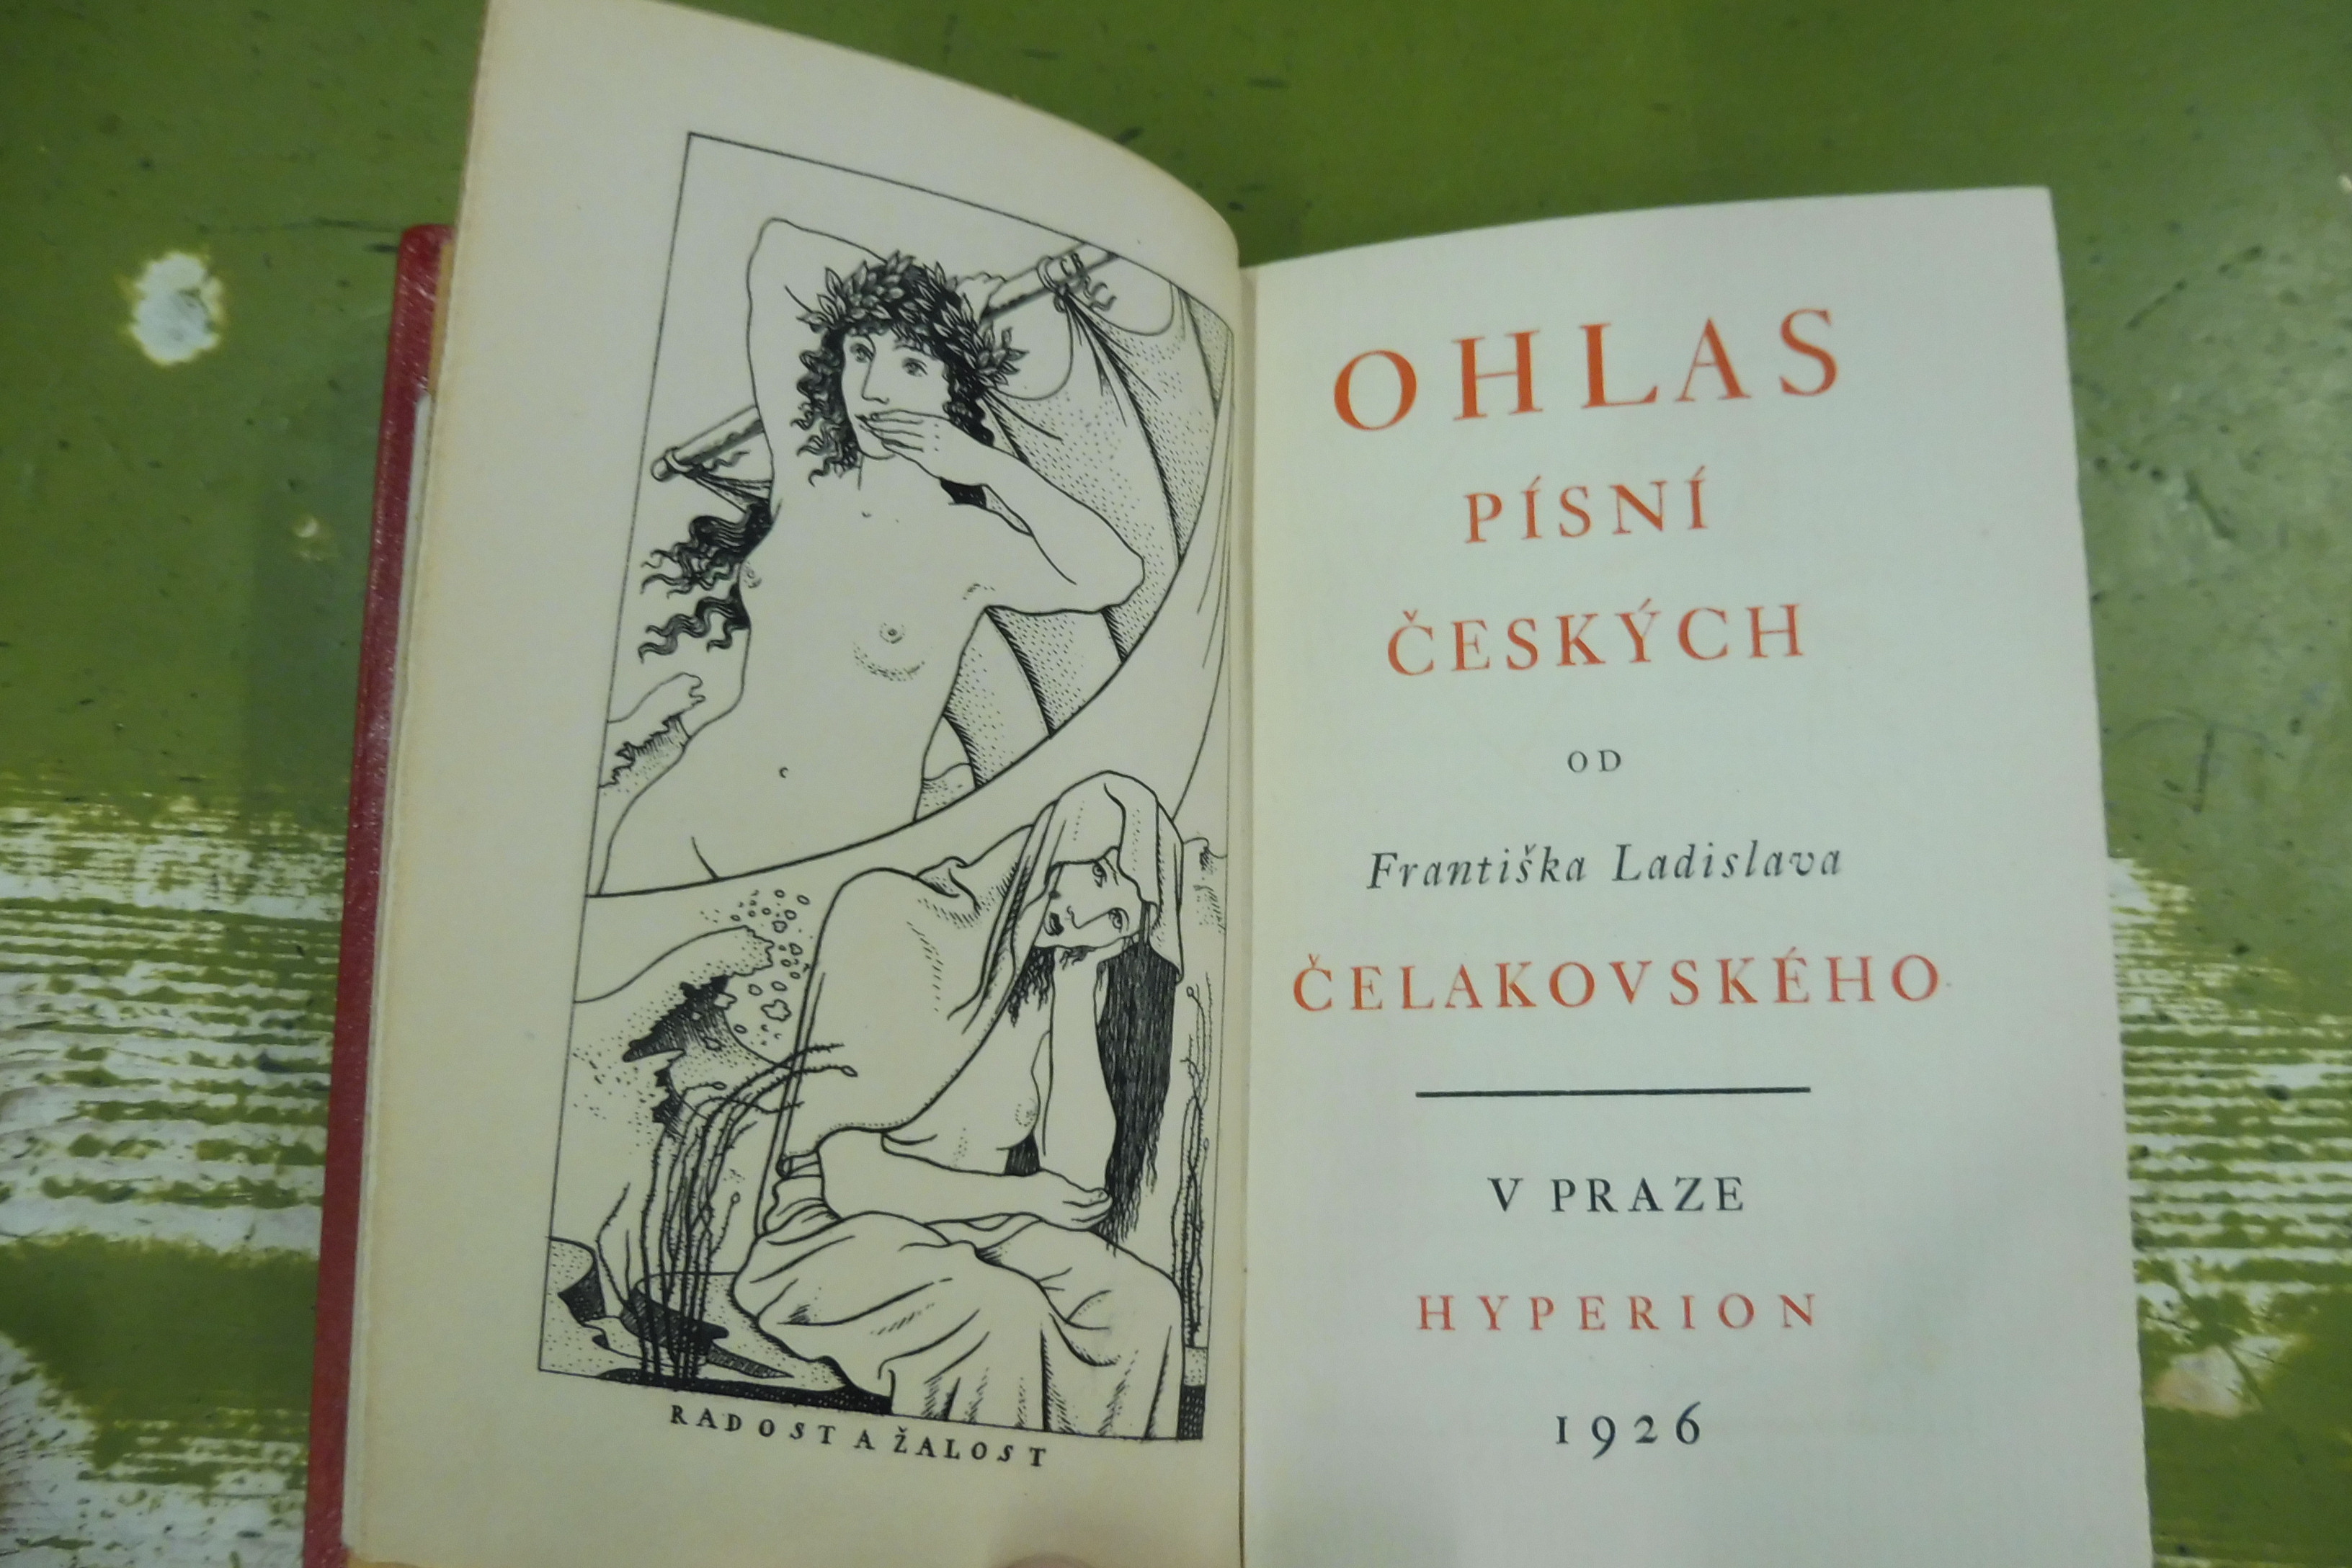 RADOST A ŽALOST
OHLAS
PÍSNÍ
ČESKÝCH
OD
Františka Ladislava
ČELAKOVSKÉHO
V PRAZE
HYPERION
1926